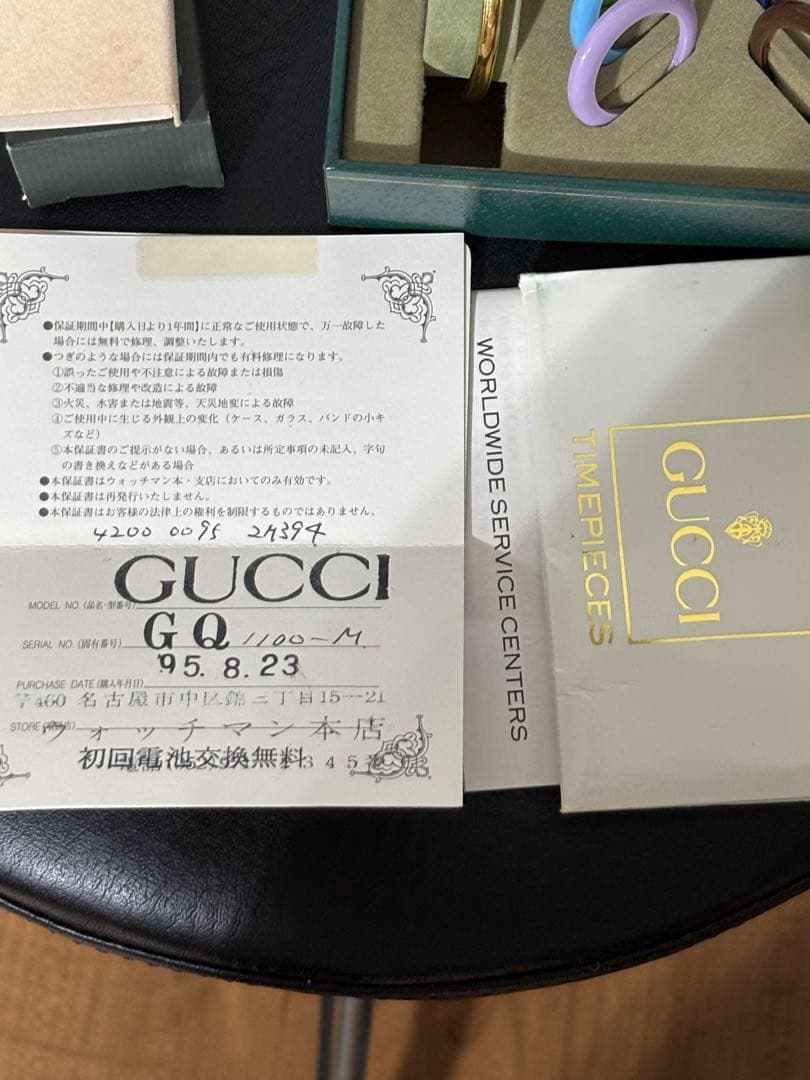 ●保証期間中【購入日より1年間】に正常なご使用状態で、万一故障した
場合には無料で修理、調整いたします。
●つぎのような場合には保証期間内でも有料修理になります。
①誤ったご使用や不注意による故障または損傷
②不適当な修理や改造による故障
③火災、水害または地震等、天災地変による故障
④ご使用中に生じる外観上の変化（ケース、ガラス、バンドの小キ
ズなど）
⑤本保証書のご提示がない場合、あるいは所定事項の未記入、字句
の書き換えなどがある場合
●本保証書はウォッチマン本・支店においてのみ有効です。
●本保証書は再発行いたしません。
●本保証書はお客様の法律上の権利を制限するものではありません。
4200 0095
GUCCI
MODEL NO. (品名・型番号)
SERIAL NO. (固有番号) GQ 1100-M
'95.8.23
PURCHASE DATE (購入年月日)
〒460 名古屋市中区錦三丁目15-21
STORE ウォッチマン本店
初回電池交換無料
WORLDWIDE SERVICE CENTERS
GUCCI
TIMEPIECES